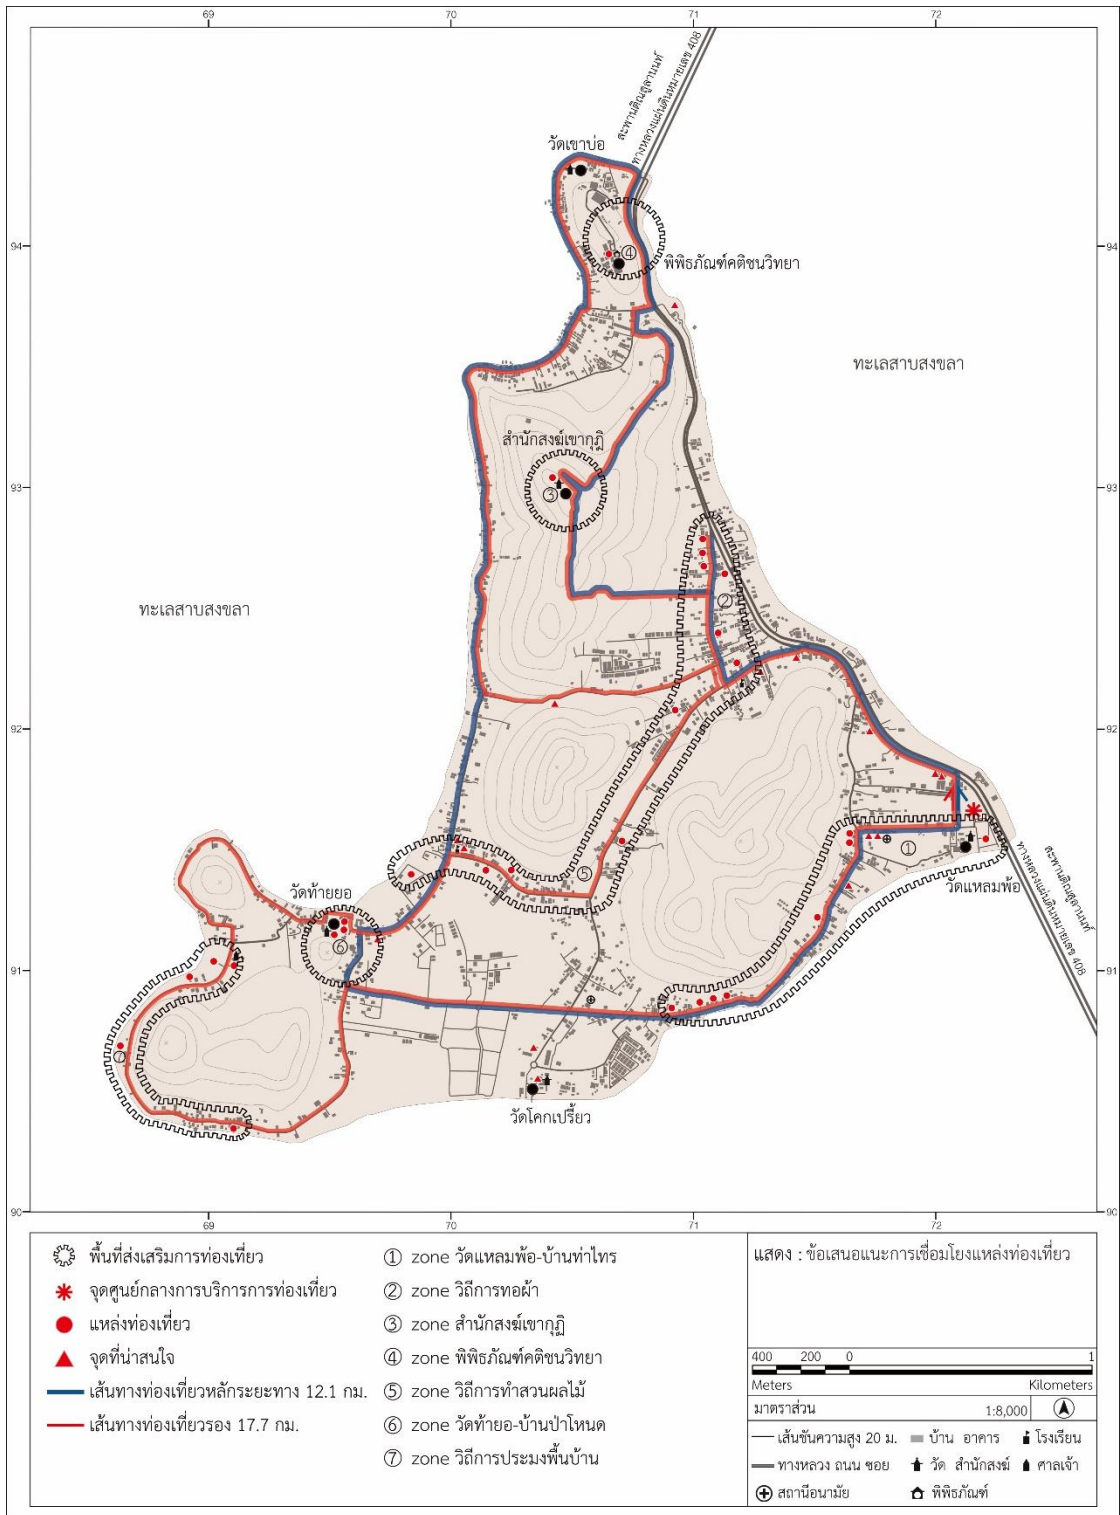 69 70 71 72
สะพานติณสูลานนท์
ทางหลวงแผ่นดินหมายเลข 408
วัดเขาบ่อ
94 94
④
พิพิธภัณฑ์คติชนวิทยา
ทะเลสาบสงขลา
สำนักสงฆ์เขากุฏิ
93 93
③
②
ทะเลสาบสงขลา
92 92
①
⑤
วัดแหลมพ้อ
สะพานติณสูลานนท์
ทางหลวงแผ่นดินหมายเลข 408
วัดท้ายยอ
⑥
91 91
⑦
วัดโคกเปรี้ยว
90 90
69 70 71 72
พื้นที่ส่งเสริมการท่องเที่ยว
จุดศูนย์กลางการบริการการท่องเที่ยว
แหล่งท่องเที่ยว
จุดที่น่าสนใจ
เส้นทางท่องเที่ยวหลักระยะทาง 12.1 กม.
เส้นทางท่องเที่ยวรอง 17.7 กม.
① zone วัดแหลมพ้อ-บ้านท่าไทร
② zone วิถีการทอผ้า
③ zone สำนักสงฆ์เขากุฏิ
④ zone พิพิธภัณฑ์คติชนวิทยา
⑤ zone วิถีการทำสวนผลไม้
⑥ zone วัดท้ายอ-บ้านป่าโหนด
⑦ zone วิถีการประมงพื้นบ้าน
แสดง : ข้อเสนอแนะการเชื่อมโยงแหล่งท่องเที่ยว
400 200 0 1
Meters Kilometers
มาตราส่วน 1:8,000
เส้นชั้นความสูง 20 ม. บ้าน อาคาร โรงเรียน
ทางหลวง ถนน ซอย วัด สำนักสงฆ์ ศาลเจ้า
สถานีอนามัย พิพิธภัณฑ์